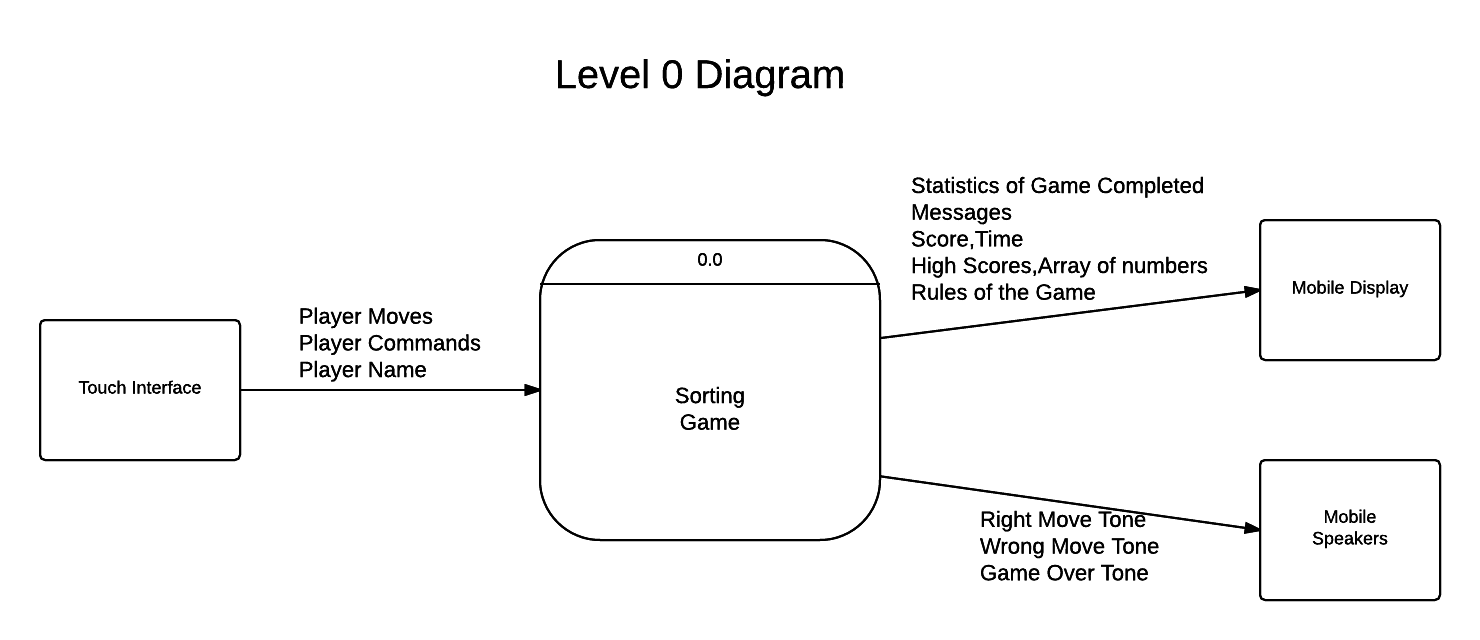 Level 0 Diagram
Touch Interface
Player Moves
Player Commands
Player Name
0.0
Sorting
Game
Statistics of Game Completed
Messages
Score,Time
High Scores,Array of numbers
Rules of the Game
Mobile Display
Right Move Tone
Wrong Move Tone
Game Over Tone
Mobile
Speakers